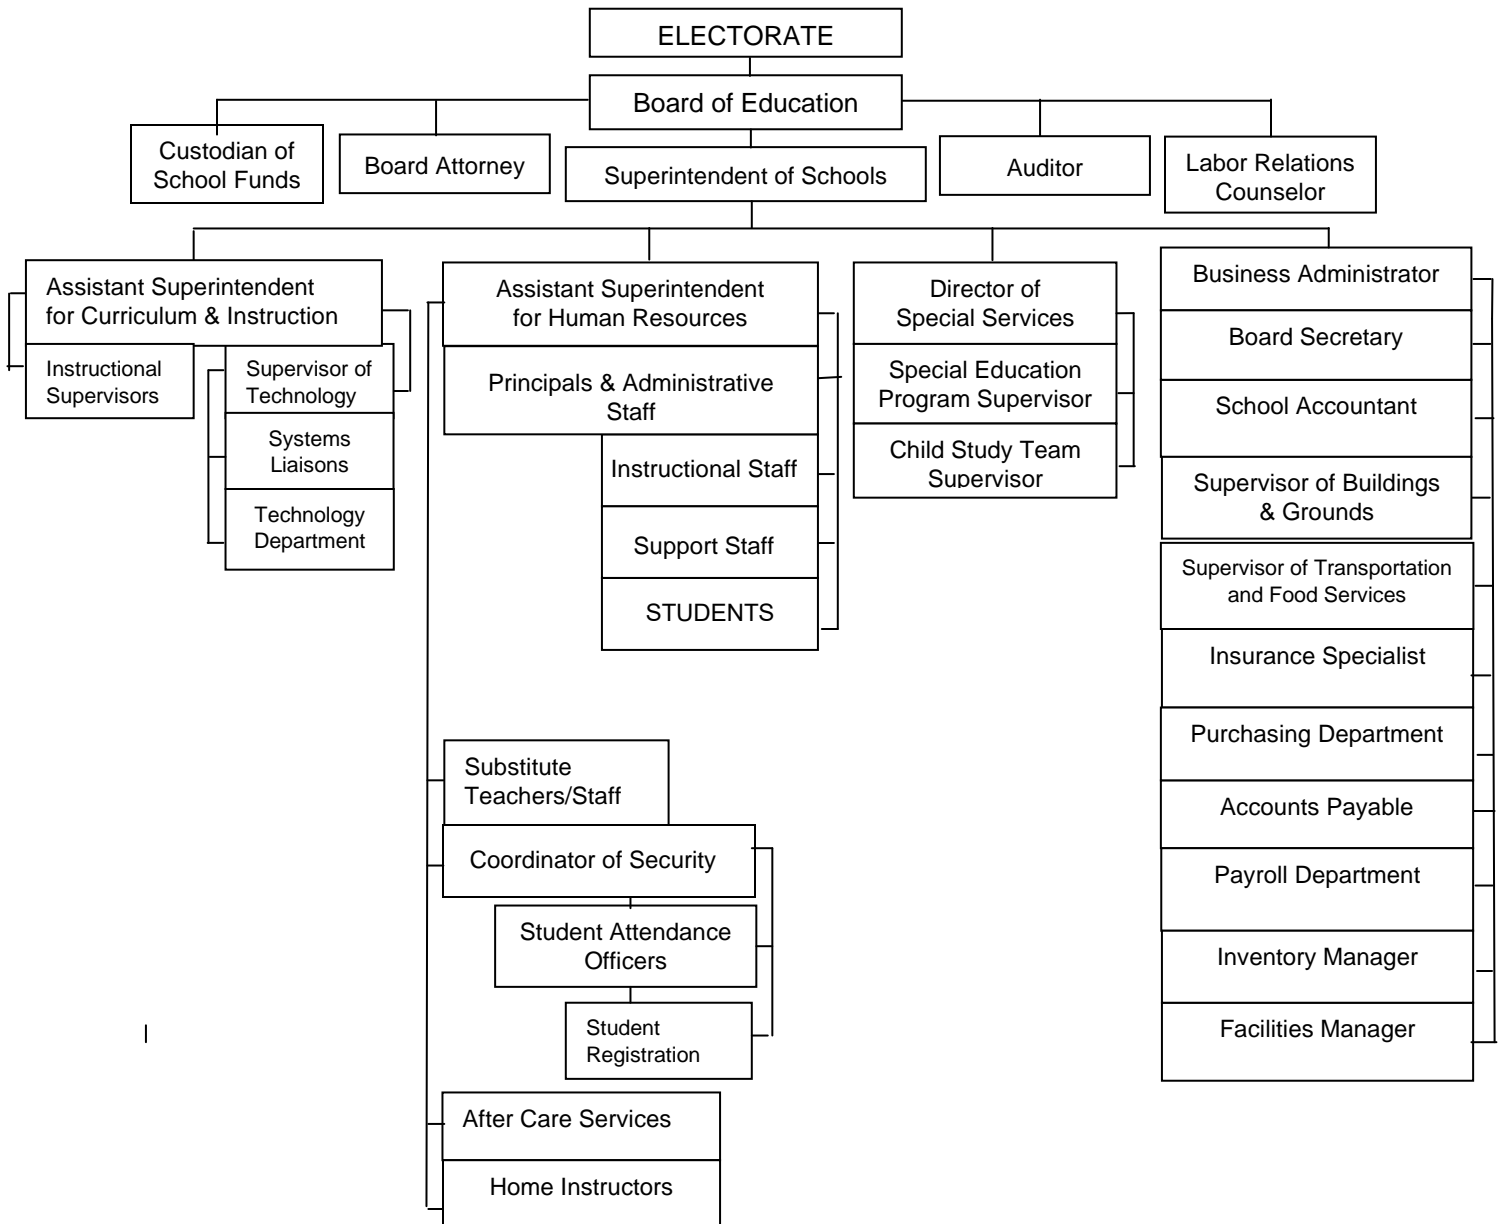 ELECTORATE
Board of Education
Custodian of
School Funds
Board Attorney
Superintendent of Schools
Auditor
Labor Relations
Counselor
Assistant Superintendent
for Curriculum & Instruction
Instructional
Supervisors
Supervisor of
Technology
Systems
Liaisons
Technology
Department
Assistant Superintendent
for Human Resources
Principals & Administrative
Staff
Instructional Staff
Support Staff
STUDENTS
Substitute
Teachers/Staff
Coordinator of Security
Student Attendance
Officers
Student
Registration
After Care Services
Home Instructors
Director of
Special Services
Special Education
Program Supervisor
Child Study Team
Supervisor
Business Administrator
Board Secretary
School Accountant
Supervisor of Buildings
& Grounds
Supervisor of Transportation
and Food Services
Insurance Specialist
Purchasing Department
Accounts Payable
Payroll Department
Inventory Manager
Facilities Manager